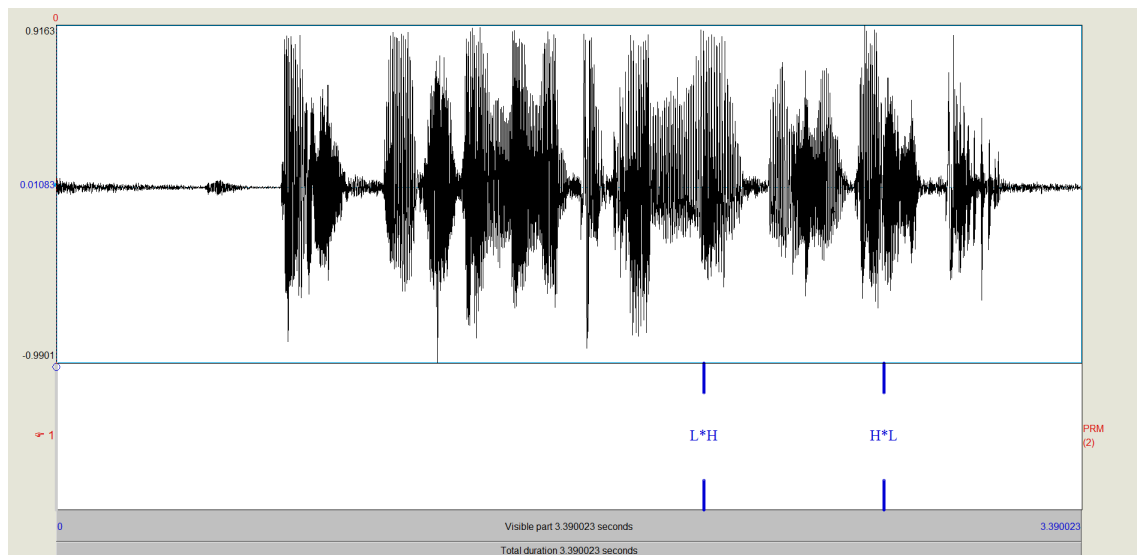 0
0.9163
0.01083
-0.9901
L*H H*L
1
PRM
(2)
0 Visible part 3.390023 seconds 3.390023
Total duration 3.390023 seconds